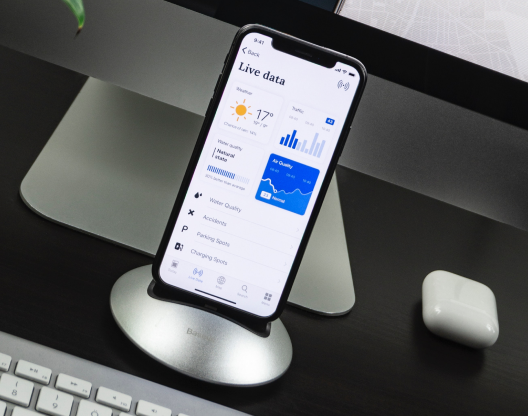 9:41
Back
Live data
Weather
17°
Traffic
Water quality
Natural
state
Air Quality
Normal
Water Quality
Accidents
Parking Spots
Charging Spots